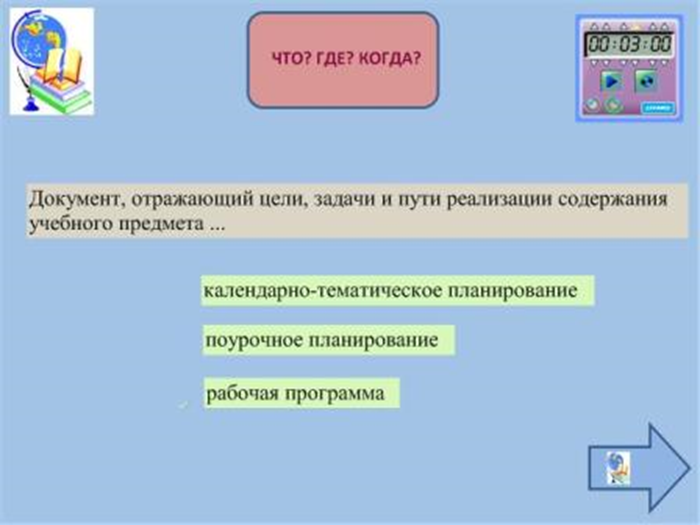 ЧТО? ГДЕ? КОГДА?
00:03:00
Документ, отражающий цели, задачи и пути реализации содержания
учебного предмета ...
календарно-тематическое планирование
поурочное планирование
рабочая программа